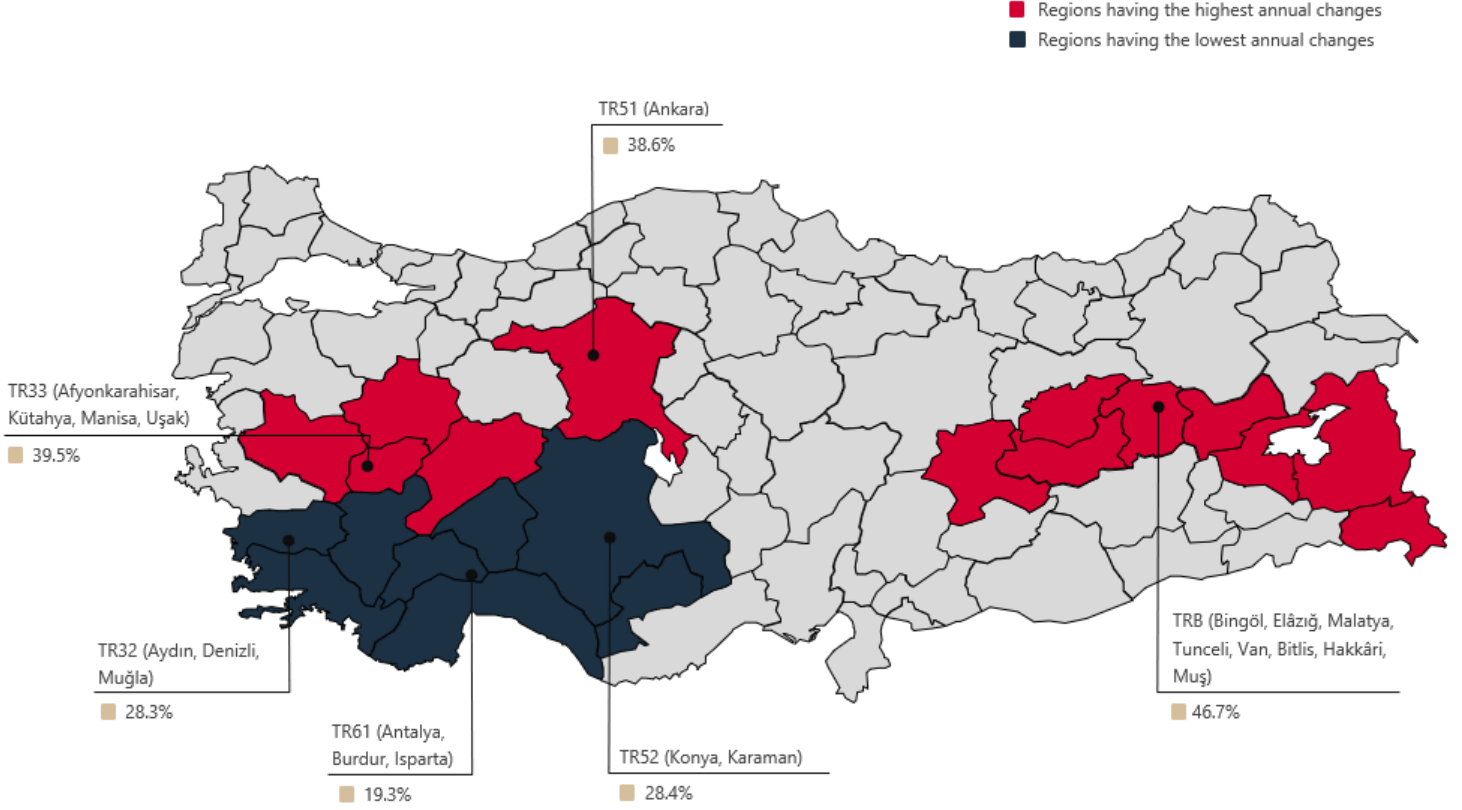 Regions having the highest annual changes
Regions having the lowest annual changes
TR51 (Ankara)
38.6%
TR33 (Afyonkarahisar,
Kütahya, Manisa, Uşak)
39.5%
TR32 (Aydın, Denizli,
Muğla)
28.3%
TR61 (Antalya,
Burdur, Isparta)
19.3%
TR52 (Konya, Karaman)
28.4%
TRB (Bingöl, Elâzığ, Malatya,
Tunceli, Van, Bitlis, Hakkâri,
Muş)
46.7%